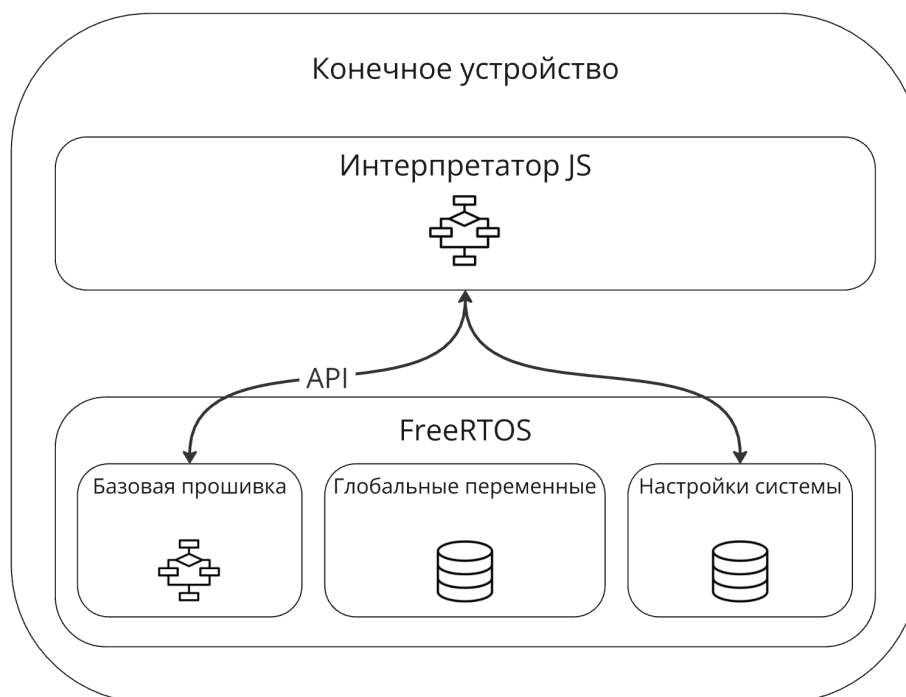 Конечное устройство
Интерпретатор JS
API
FreeRTOS
Базовая прошивка
Глобальные переменные
Настройки системы